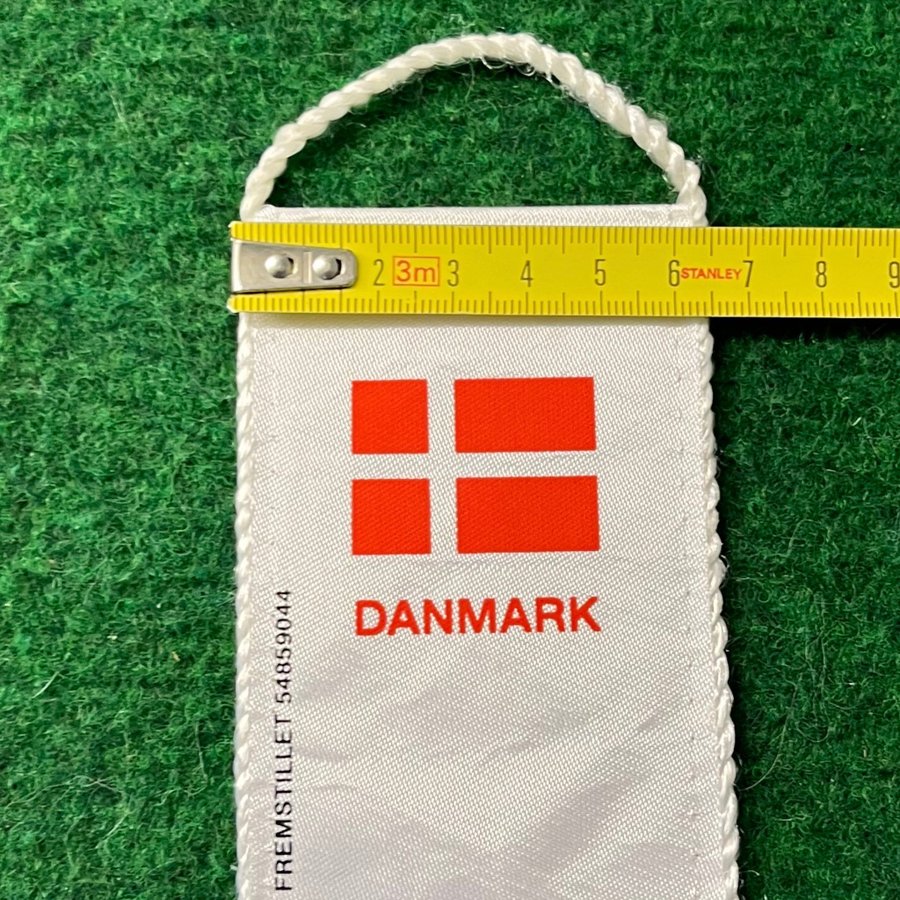 2 3m 3 4 5 6 STANLEY 7 8 9
DANMARK
FREMSTILLET 54859044